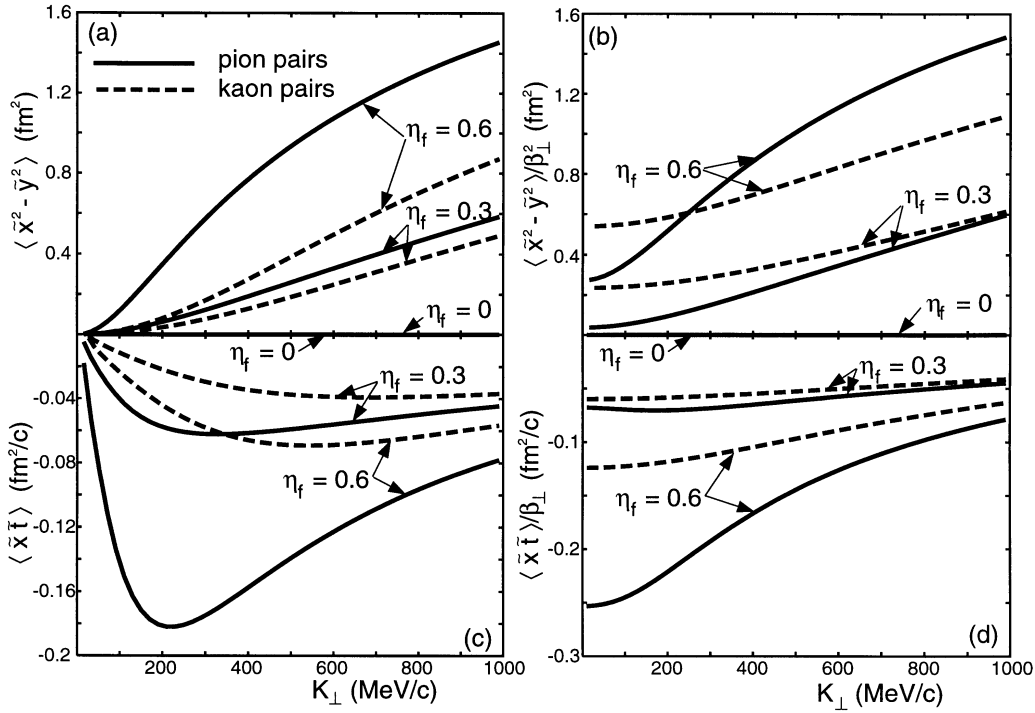 (a)
pion pairs
kaon pairs
η_f = 0.6
η_f = 0.3
η_f = 0
1.6
1.2
0.8
0.4
⟨ x̃² - ỹ² ⟩ (fm²)
(b)
η_f = 0.6
η_f = 0.3
η_f = 0
1.6
1.2
0.8
0.4
⟨ x̃² - ỹ² ⟩/β⊥² (fm²)
η_f = 0
η_f = 0.3
η_f = 0.6
(c)
-0.04
-0.08
-0.12
-0.16
-0.2
⟨ x̃ t̃ ⟩ (fm²/c)
200 400 600 800 1000
K⊥ (MeV/c)
η_f = 0
η_f = 0.3
η_f = 0.6
(d)
-0.1
-0.2
-0.3
⟨ x̃ t̃ ⟩/β⊥ (fm²/c)
200 400 600 800 1000
K⊥ (MeV/c)